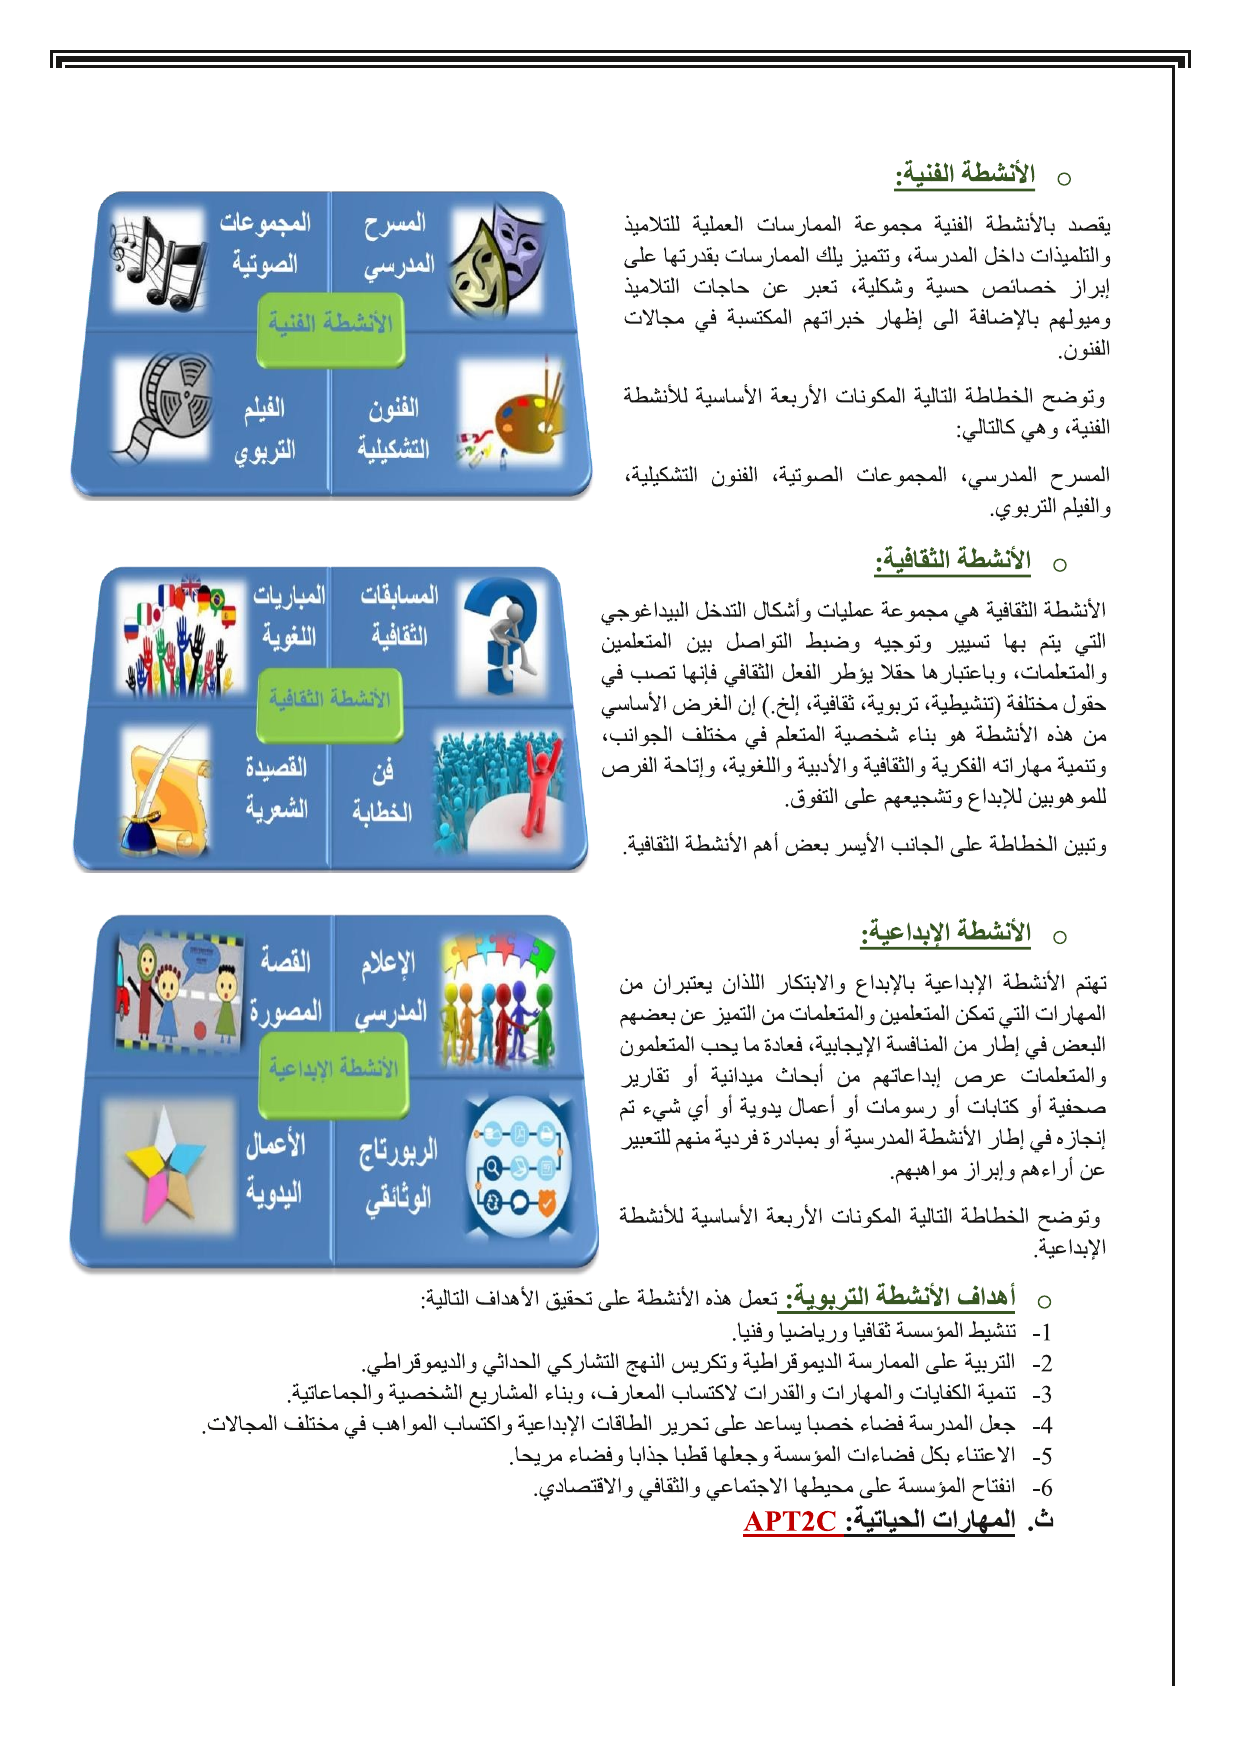 ○ الأنشطة الفنية:
يقصد بالأنشطة الفنية مجموعة الممارسات العملية للتلاميذ
والتلميذات داخل المدرسة، وتتميز يلك الممارسات بقدرتها على
إبراز خصائص حسية وشكلية، تعبر عن حاجات التلاميذ
وميولهم بالإضافة الى إظهار خبراتهم المكتسبة في مجالات
الفنون.
وتوضح الخطاطة التالية المكونات الأربعة الأساسية للأنشطة
الفنية، وهي كالتالي:
المسرح المدرسي، المجموعات الصوتية، الفنون التشكيلية،
والفيلم التربوي.
المسرح
المدرسي
المجموعات
الصوتية
الأنشطة الفنية
الفنون
التشكيلية
الفيلم
التربوي
○ الأنشطة الثقافية:
الأنشطة الثقافية هي مجموعة عمليات وأشكال التدخل البيداغوجي
التي يتم بها تسيير وتوجيه وضبط التواصل بين المتعلمين
والمتعلمات، وباعتبارها حقلا يؤطر الفعل الثقافي فإنها تصب في
حقول مختلفة (تنشيطية، تربوية، ثقافية، إلخ.) إن الغرض الأساسي
من هذه الأنشطة هو بناء شخصية المتعلم في مختلف الجوانب،
وتنمية مهاراته الفكرية والثقافية والأدبية واللغوية، وإتاحة الفرص
للموهوبين للإبداع وتشجيعهم على التفوق.
وتبين الخطاطة على الجانب الأيسر بعض أهم الأنشطة الثقافية.
المسابقات
الثقافية
المباريات
اللغوية
الأنشطة الثقافية
فن
الخطابة
القصيدة
الشعرية
○ الأنشطة الإبداعية:
تهتم الأنشطة الإبداعية بالإبداع والابتكار اللذان يعتبران من
المهارات التي تمكن المتعلمين والمتعلمات من التميز عن بعضهم
البعض في إطار من المنافسة الإيجابية، فعادة ما يحب المتعلمون
والمتعلمات عرض إبداعاتهم من أبحاث ميدانية أو تقارير
صحفية أو كتابات أو رسومات أو أعمال يدوية أو أي شيء تم
إنجازه في إطار الأنشطة المدرسية أو بمبادرة فردية منهم للتعبير
عن أراءهم وإبراز مواهبهم.
وتوضح الخطاطة التالية المكونات الأربعة الأساسية للأنشطة
الإبداعية.
الإعلام
المدرسي
القصة
المصورة
الأنشطة الإبداعية
الربورتاج
الوثائقي
الأعمال
اليدوية
○ أهداف الأنشطة التربوية: تعمل هذه الأنشطة على تحقيق الأهداف التالية:
1- تنشيط المؤسسة ثقافيا ورياضيا وفنيا.
2- التربية على الممارسة الديموقراطية وتكريس النهج التشاركي الحداثي والديموقراطي.
3- تنمية الكفايات والمهارات والقدرات لاكتساب المعارف، وبناء المشاريع الشخصية والجماعاتية.
4- جعل المدرسة فضاء خصبا يساعد على تحرير الطاقات الإبداعية واكتساب المواهب في مختلف المجالات.
5- الاعتناء بكل فضاءات المؤسسة وجعلها قطبا جذابا وفضاء مريحا.
6- انفتاح المؤسسة على محيطها الاجتماعي والثقافي والاقتصادي.
ث. المهارات الحياتية: APT2C